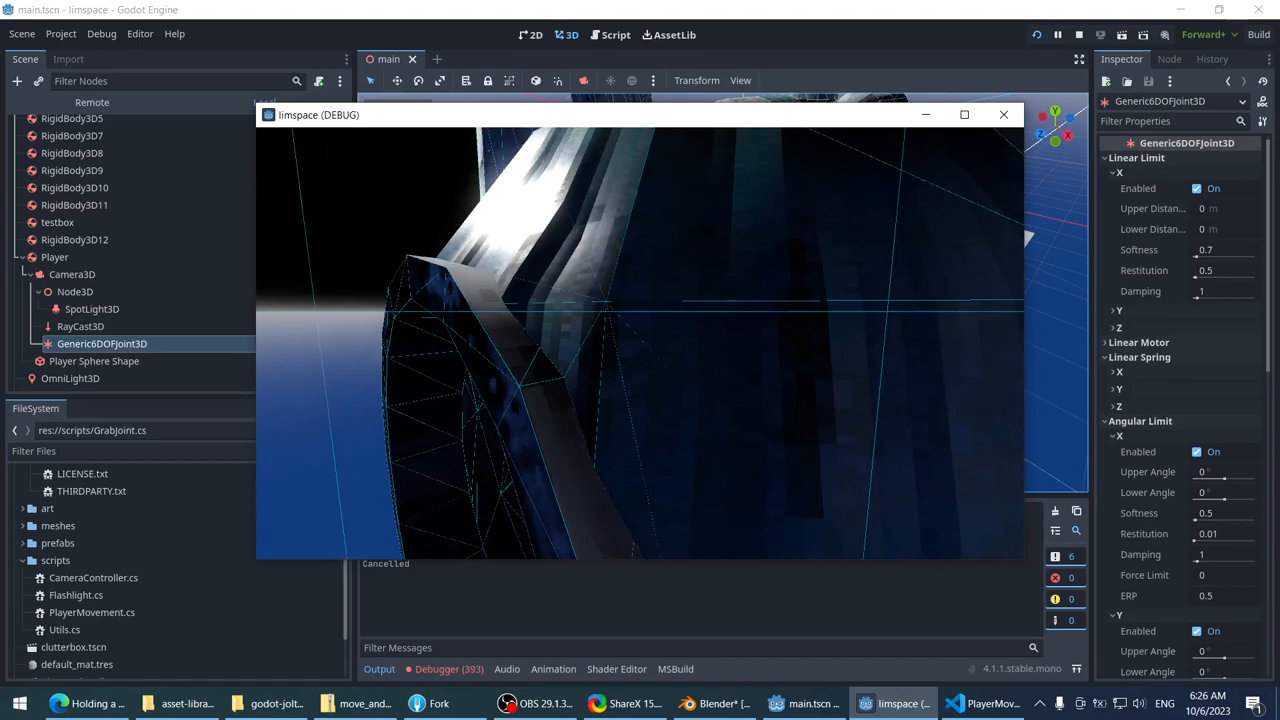 main.tscn - limspace - Godot Engine
Scene Project Debug Editor Help
2D 3D Script AssetLib
Forward+ Build
Scene Import
main
Inspector Node History
Filter Nodes
Transform View
Remote
RigidBody3D5
RigidBody3D7
RigidBody3D8
RigidBody3D9
RigidBody3D10
RigidBody3D11
testbox
RigidBody3D12
Player
Camera3D
Node3D
SpotLight3D
RayCast3D
Generic6DOFJoint3D
Player Sphere Shape
OmniLight3D
FileSystem
res://scripts/GrabJoint.cs
Filter Files
LICENSE.txt
THIRDPARTY.txt
art
meshes
prefabs
scripts
CameraController.cs
Flashlight.cs
PlayerMovement.cs
Utils.cs
clutterbox.tscn
default_mat.tres
limspace (DEBUG)
Y
Z X
Cancelled
6
0
0
0
Filter Messages
Output Debugger (393) Audio Animation Shader Editor MSBuild
4.1.1.stable.mono
Generic6DOFJoint3D
Filter Properties
Generic6DOFJoint3D
Linear Limit
X
Enabled On
Upper Distan... 0 m
Lower Distan... 0 m
Softness 0.7
Restitution 0.5
Damping 1
Y
Z
Linear Motor
Linear Spring
X
Y
Z
Angular Limit
X
Enabled On
Upper Angle 0 °
Lower Angle 0 °
Softness 0.5
Restitution 0.01
Damping 1
Force Limit 0
ERP 0.5
Y
Enabled On
Upper Angle 0 °
Lower Angle 0 °
Holding a ... asset-libra... godot-jolt... move_and... Fork OBS 29.1.3... ShareX 15.... Blender* [... main.tscn ... limspace (... PlayerMov...
ENG
6:26 AM
10/6/2023
1